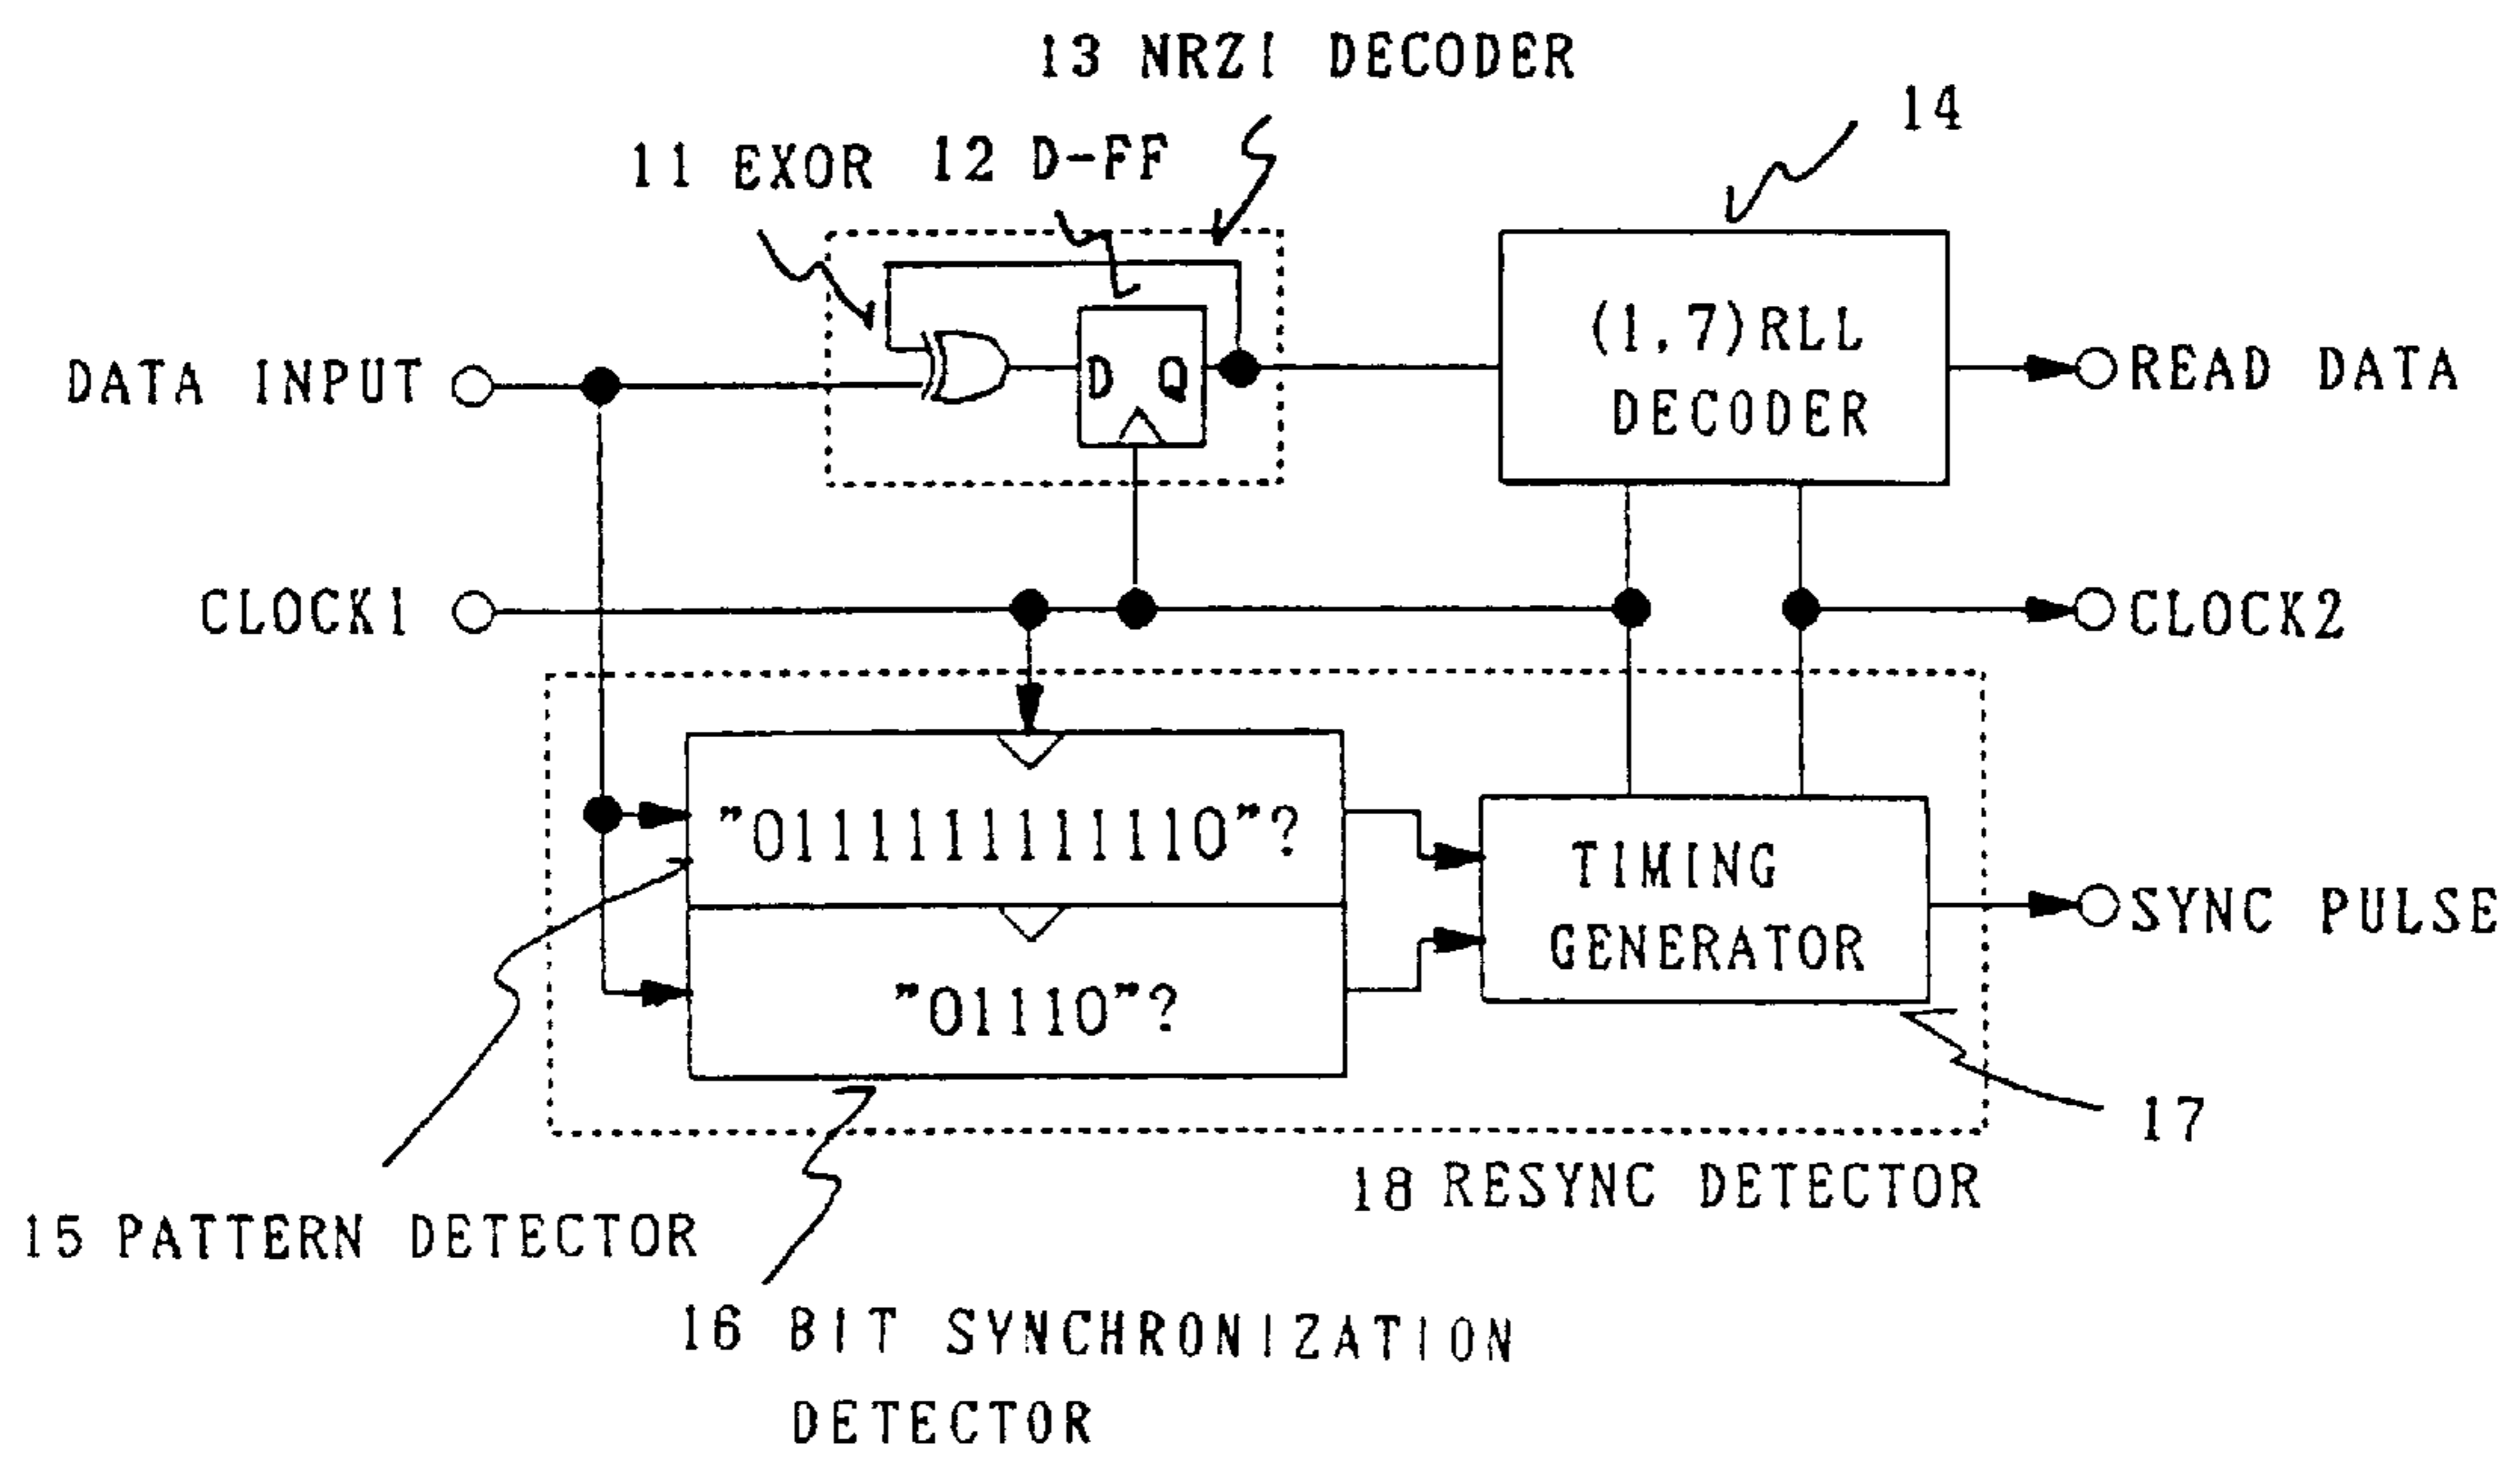 13 NRZI DECODER
14
11 EXOR
12 D-FF
(1,7)RLL
DECODER
DATA INPUT
D Q
READ DATA
CLOCK1
CLOCK2
"0111111111110"?
TIMING
GENERATOR
SYNC PULSE
"01110"?
17
18 RESYNC DETECTOR
15 PATTERN DETECTOR
16 BIT SYNCHRONIZATION
DETECTOR